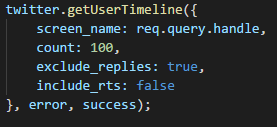 twitter.getUserTimeline({
    screen_name: req.query.handle,
    count: 100,
    exclude_replies: true,
    include_rts: false
}, error, success);